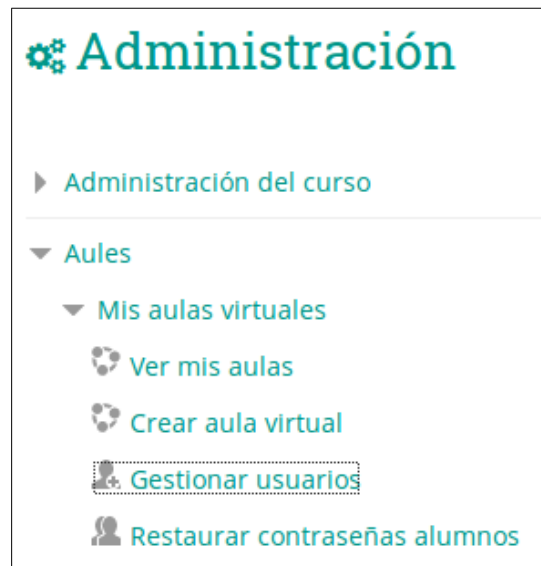 Administración
Administración del curso
Aules
Mis aulas virtuales
Ver mis aulas
Crear aula virtual
Gestionar usuarios
Restaurar contraseñas alumnos